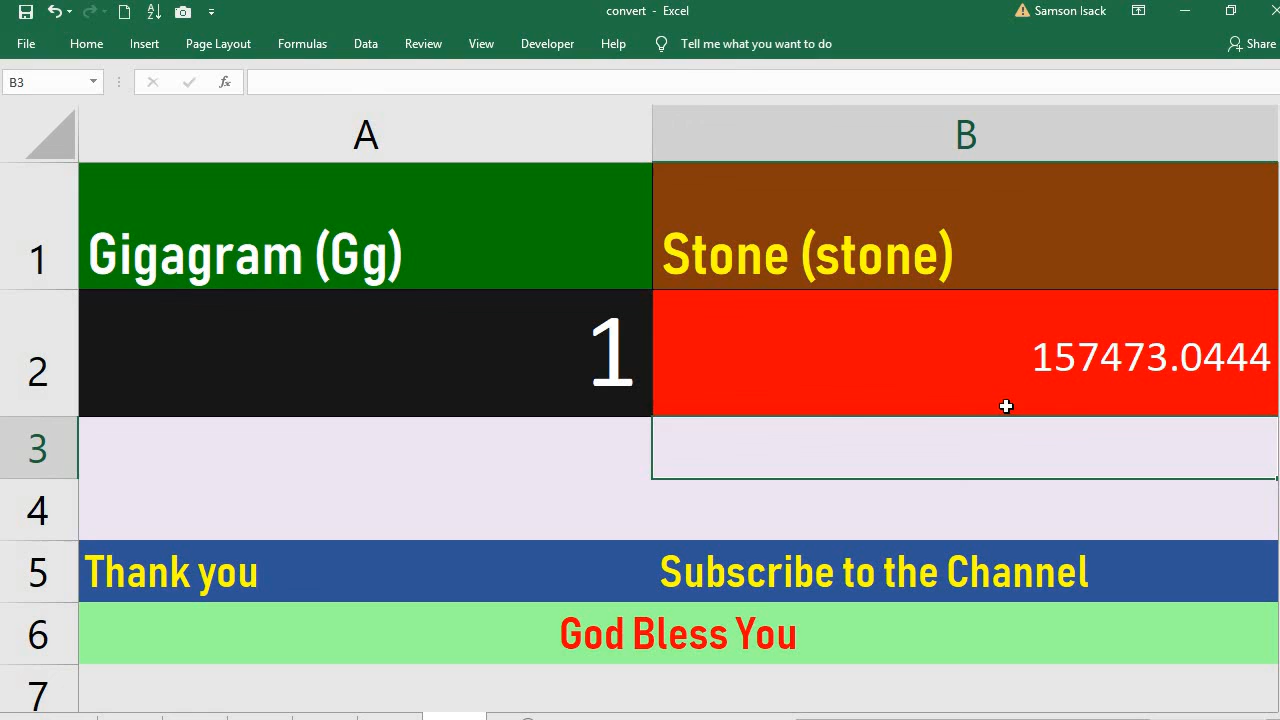 convert - Excel
Samson Isack
File Home Insert Page Layout Formulas Data Review View Developer Help Tell me what you want to do Share
B3 fx
A B
1 Gigagram (Gg) Stone (stone)
2 1 157473.0444
3
4
5 Thank you Subscribe to the Channel
6 God Bless You
7